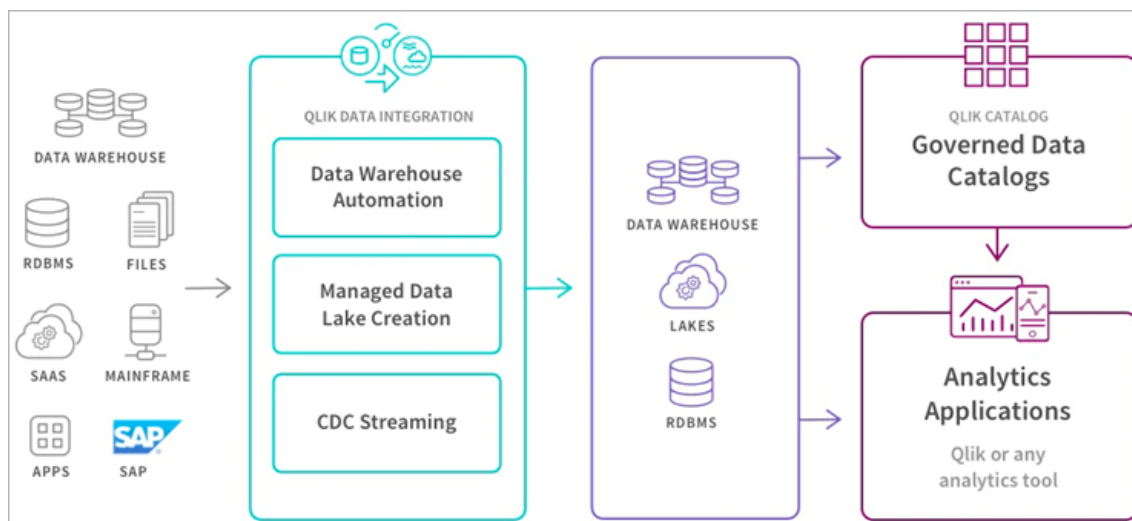 DATA WAREHOUSE
RDBMS
FILES
SAAS
MAINFRAME
APPS
SAP
SAP
QLIK DATA INTEGRATION
Data Warehouse
Automation
Managed Data
Lake Creation
CDC Streaming
DATA WAREHOUSE
LAKES
RDBMS
QLIK CATALOG
Governed Data
Catalogs
Analytics
Applications
Qlik or any
analytics tool